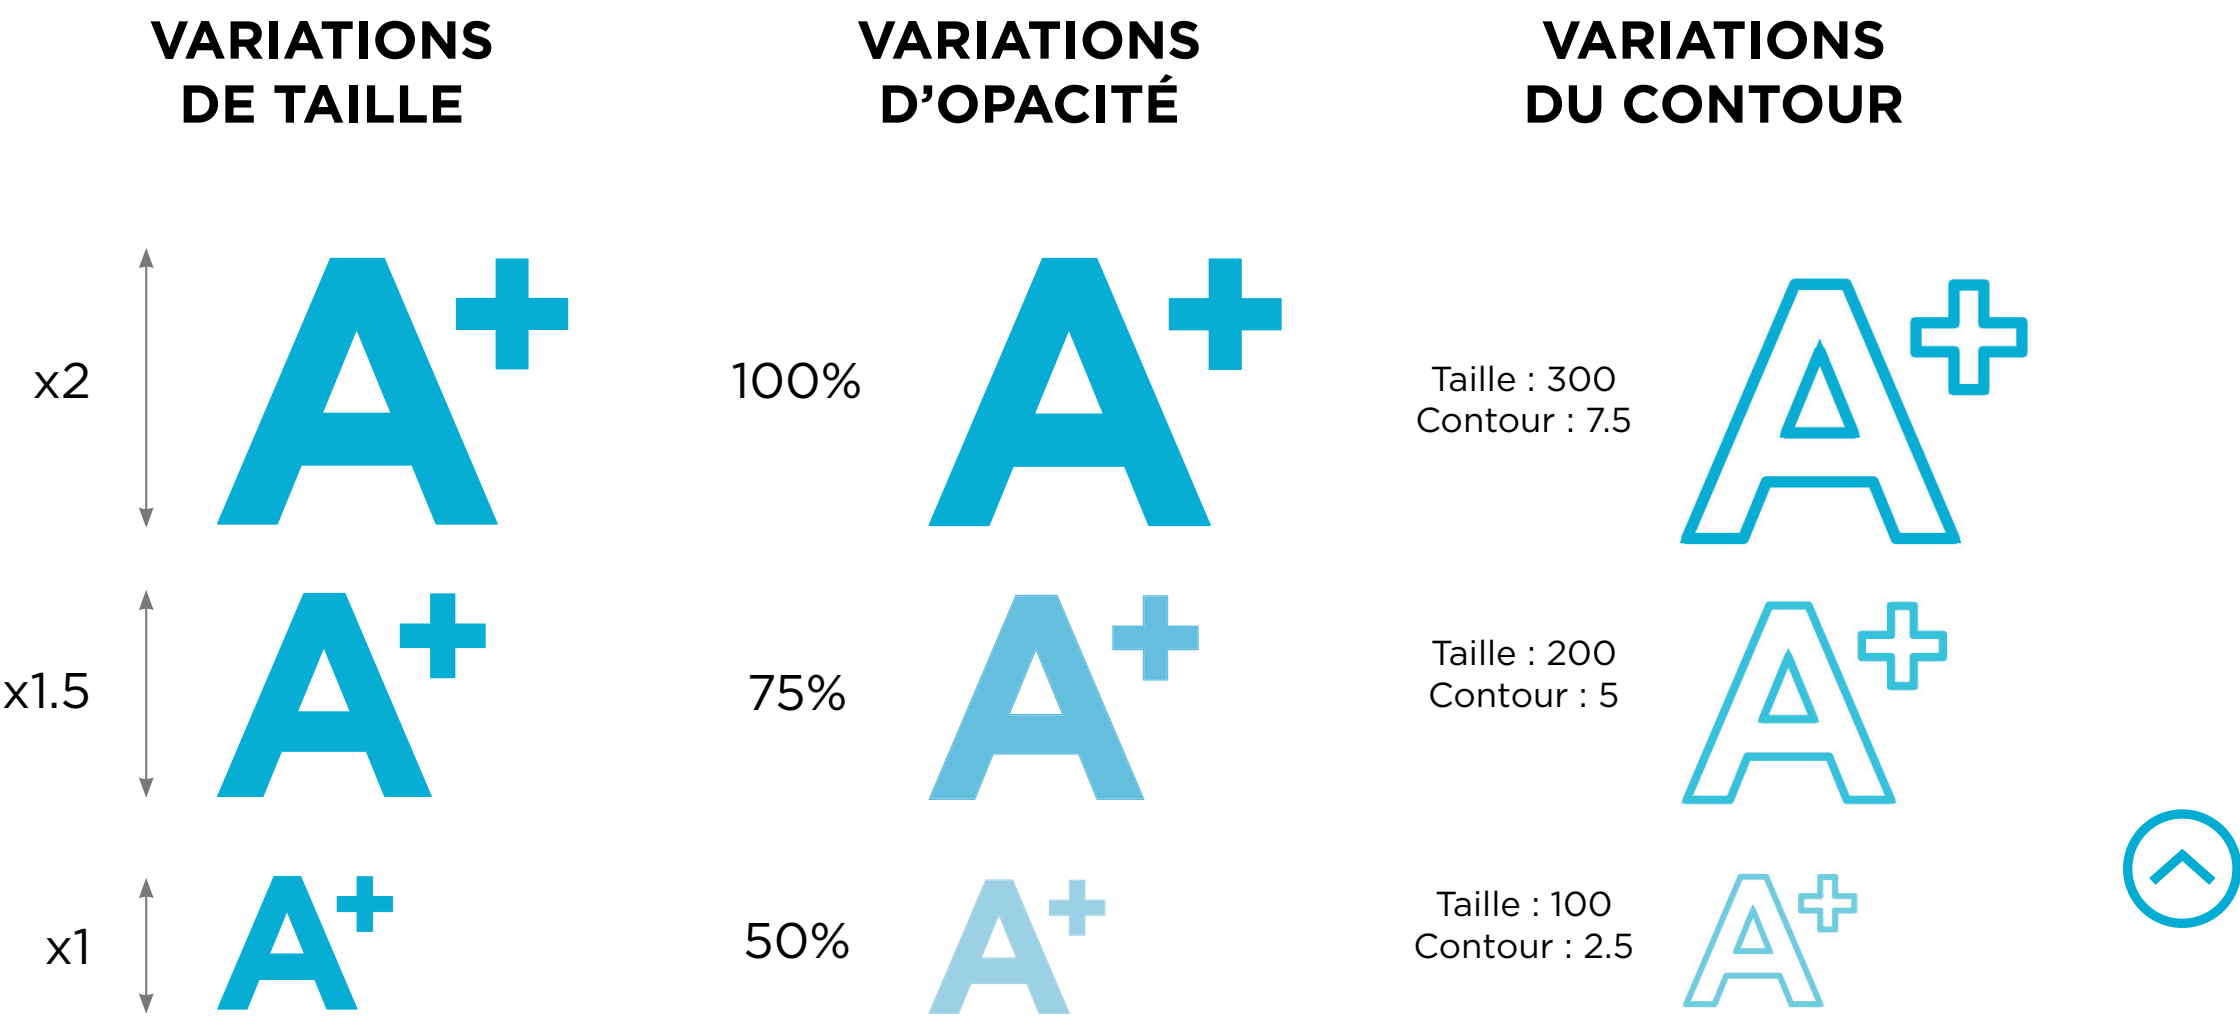 VARIATIONS
DE TAILLE
VARIATIONS
D’OPACITÉ
VARIATIONS
DU CONTOUR
x2
A+
100%
A+
Taille : 300
Contour : 7.5
A+
x1.5
A+
75%
A+
Taille : 200
Contour : 5
A+
x1
A+
50%
A+
Taille : 100
Contour : 2.5
A+